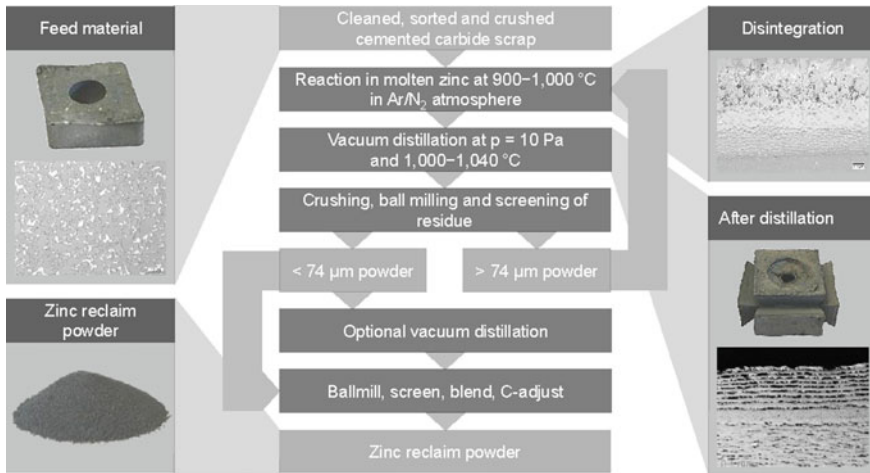 Feed material
Cleaned, sorted and crushed
cemented carbide scrap
Disintegration
Reaction in molten zinc at 900–1,000 °C
in Ar/N₂ atmosphere
Vacuum distillation at p = 10 Pa
and 1,000–1,040 °C
Crushing, ball milling and screening of
residue
After distillation
< 74 µm powder
> 74 µm powder
Zinc reclaim
powder
Optional vacuum distillation
Ballmill, screen, blend, C-adjust
Zinc reclaim powder